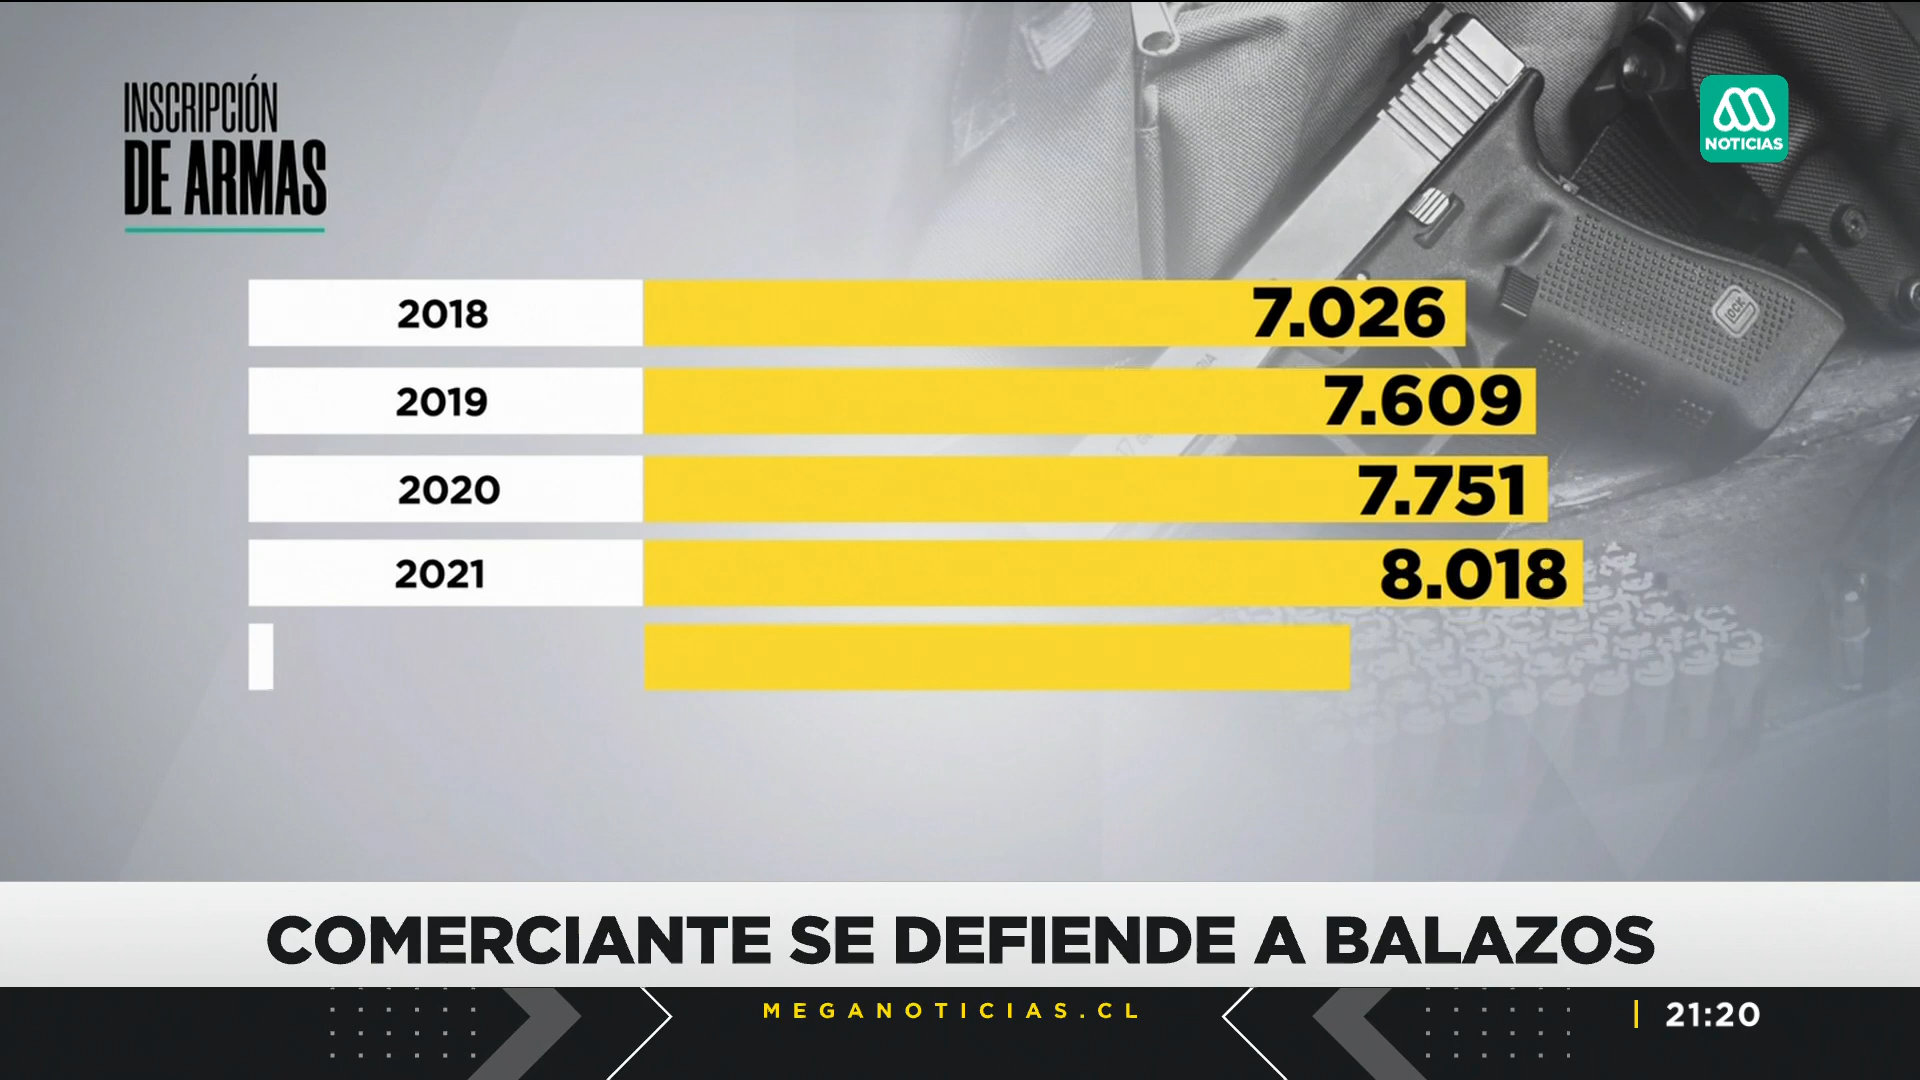 INSCRIPCIÓN
DE ARMAS
NOTICIAS
2018 7.026
2019 7.609
2020 7.751
2021 8.018
GLOCK
COMERCIANTE SE DEFIENDE A BALAZOS
MEGANOTICIAS.CL
21:20